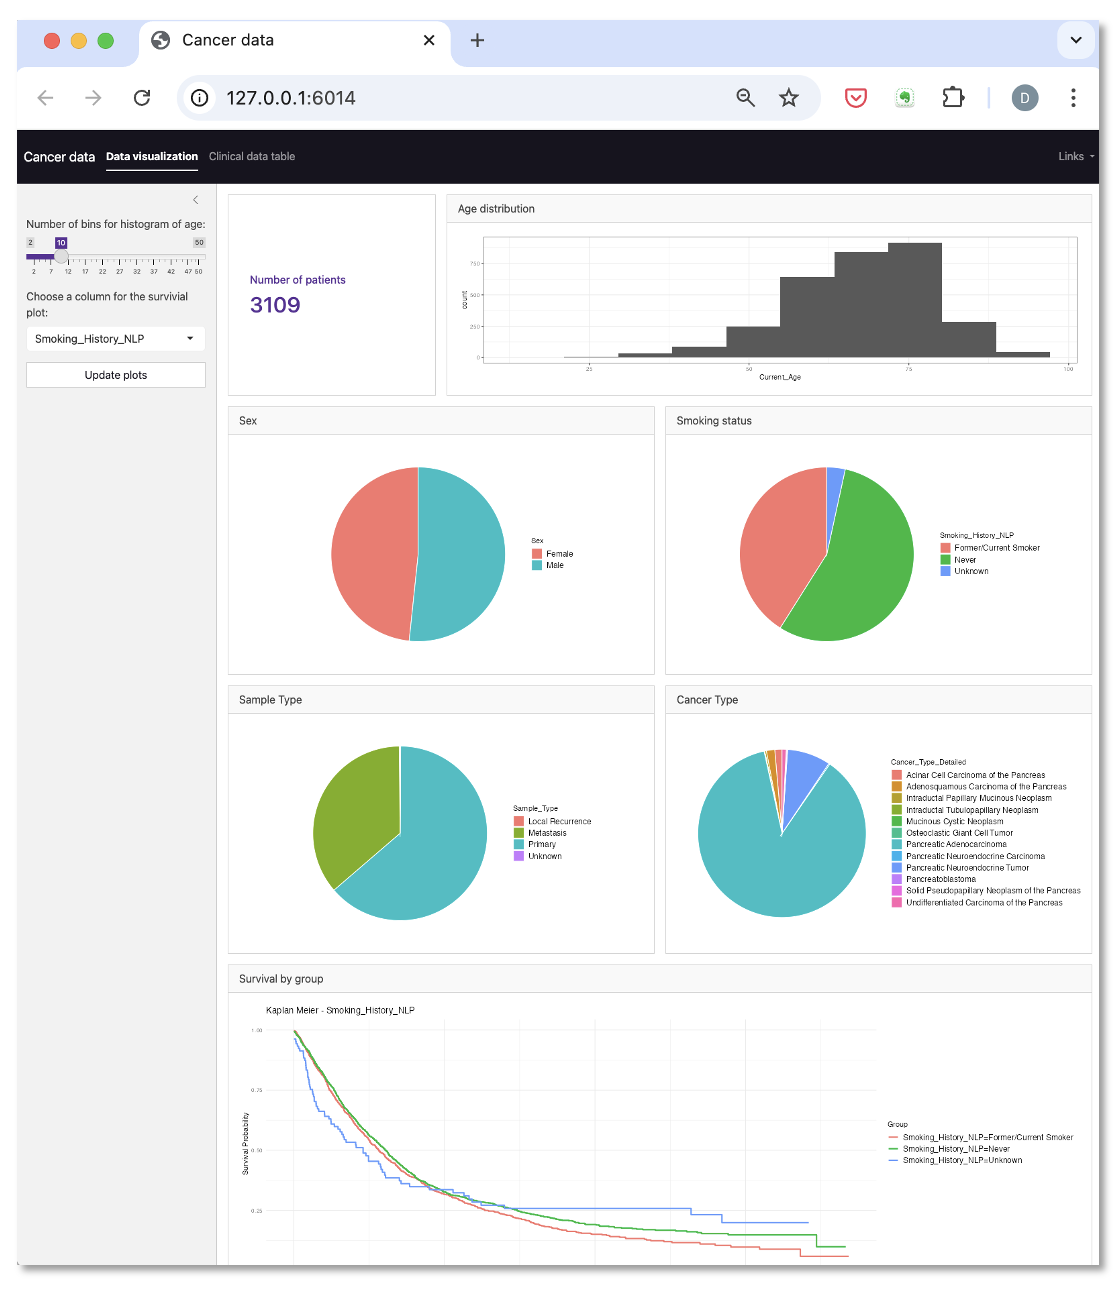 Cancer data
127.0.0.1:6014
D
Cancer data Data visualization Clinical data table Links
Number of bins for histogram of age:
2 10 50
2 7 12 17 22 27 32 37 42 47 50
Choose a column for the survivial
plot:
Smoking_History_NLP
Update plots
Number of patients
3109
Age distribution
750
500
250
0
count
25 50 75 100
Current_Age
Sex
Sex
Female
Male
Smoking status
Smoking_History_NLP
Former/Current Smoker
Never
Unknown
Sample Type
Sample_Type
Local Recurrence
Metastasis
Primary
Unknown
Cancer Type
Cancer_Type_Detailed
Acinar Cell Carcinoma of the Pancreas
Adenosquamous Carcinoma of the Pancreas
Intraductal Papillary Mucinous Neoplasm
Intraductal Tubulopapillary Neoplasm
Mucinous Cystic Neoplasm
Osteoclastic Giant Cell Tumor
Pancreatic Adenocarcinoma
Pancreatic Neuroendocrine Carcinoma
Pancreatic Neuroendocrine Tumor
Pancreatoblastoma
Solid Pseudopapillary Neoplasm of the Pancreas
Undifferentiated Carcinoma of the Pancreas
Survival by group
Kaplan Meier - Smoking_History_NLP
1.00
0.75
0.50
0.25
Survival Probability
Group
Smoking_History_NLP=Former/Current Smoker
Smoking_History_NLP=Never
Smoking_History_NLP=Unknown